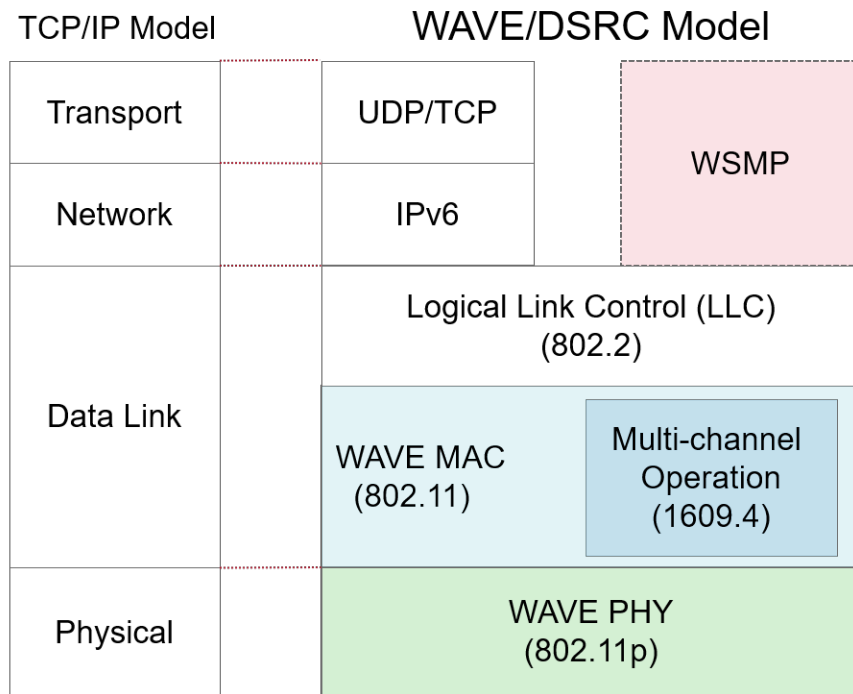 TCP/IP Model
WAVE/DSRC Model
Transport
UDP/TCP
WSMP
Network
IPv6
Logical Link Control (LLC)
(802.2)
Data Link
WAVE MAC
(802.11)
Multi-channel
Operation
(1609.4)
Physical
WAVE PHY
(802.11p)